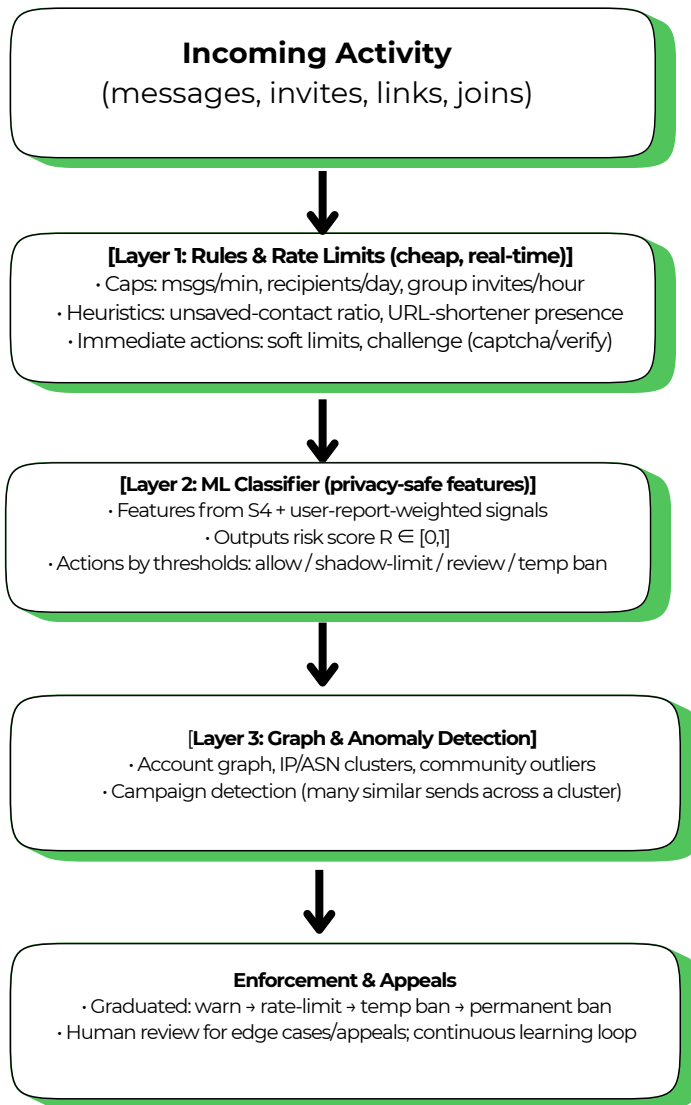 Incoming Activity
(messages, invites, links, joins)
[Layer 1: Rules & Rate Limits (cheap, real-time)]
• Caps: msgs/min, recipients/day, group invites/hour
• Heuristics: unsaved-contact ratio, URL-shortener presence
• Immediate actions: soft limits, challenge (captcha/verify)
[Layer 2: ML Classifier (privacy-safe features)]
• Features from S4 + user-report-weighted signals
• Outputs risk score R ∈ [0,1]
• Actions by thresholds: allow / shadow-limit / review / temp ban
[Layer 3: Graph & Anomaly Detection]
• Account graph, IP/ASN clusters, community outliers
• Campaign detection (many similar sends across a cluster)
Enforcement & Appeals
• Graduated: warn → rate-limit → temp ban → permanent ban
• Human review for edge cases/appeals; continuous learning loop